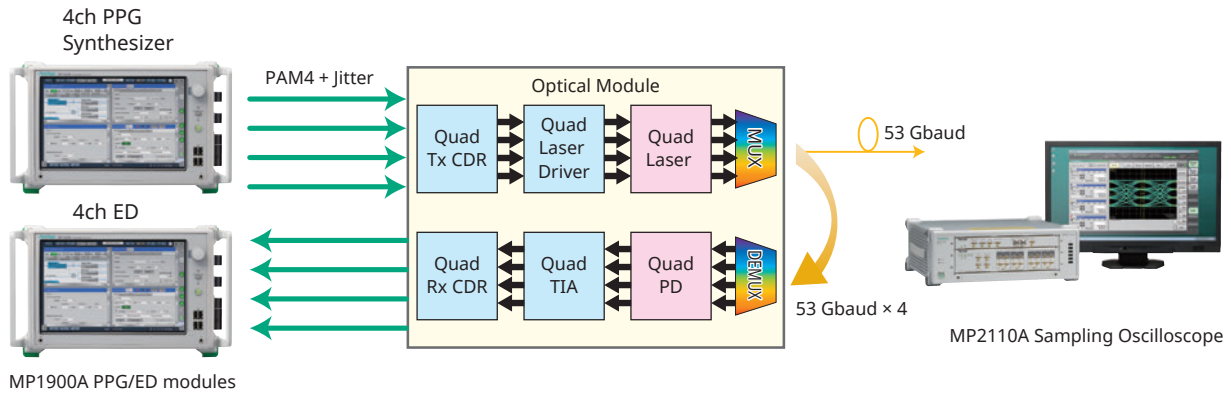 4ch PPG
Synthesizer
PAM4 + Jitter
Optical Module
Quad
Tx CDR
Quad
Laser
Driver
Quad
Laser
MUX
53 Gbaud
4ch ED
Quad
Rx CDR
Quad
TIA
Quad
PD
DEMUX
53 Gbaud × 4
MP2110A Sampling Oscilloscope
MP1900A PPG/ED modules